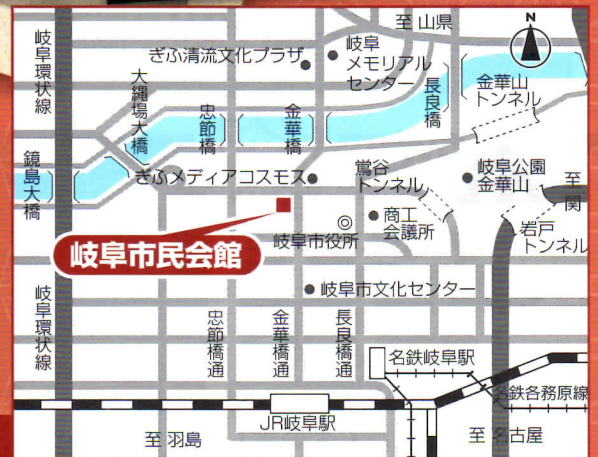 至 山県
N
岐阜環状線
ぎふ清流文化プラザ
岐阜
メモリアル
センター
大縄場大橋
忠節橋
金華橋
長良橋
金華山
トンネル
鏡島大橋
ぎふメディアコスモス
鶯谷
トンネル
岐阜公園
金華山
至
関
商工
会議所
岐阜市役所
岩戸
トンネル
岐阜市民会館
岐阜環状線
岐阜市文化センター
忠節橋通
金華橋通
長良橋通
名鉄岐阜駅
名鉄各務原線
JR岐阜駅
至 羽島
至 名古屋